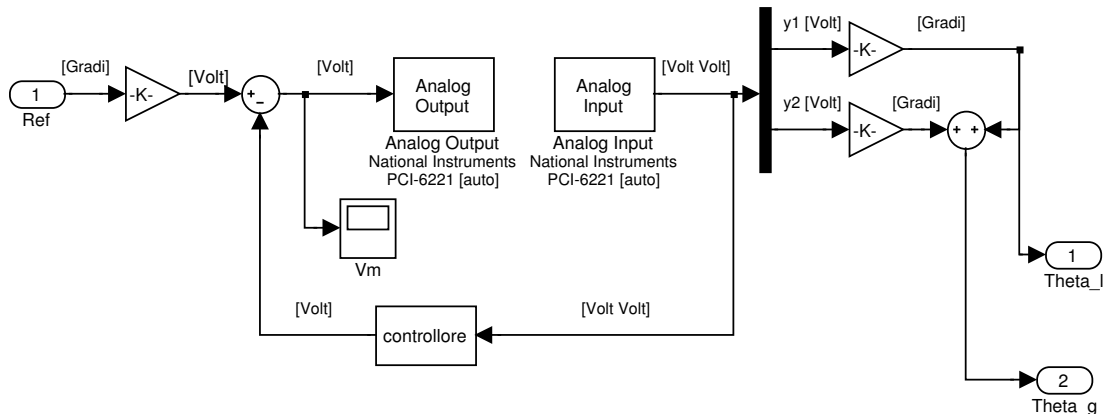 y1 [Volt]
[Gradi]
[Gradi]
[Volt]
[Volt]
[Volt Volt]
-K-
1
Ref
-K-
+
-
Analog
Output
Analog
Input
Analog Output
National Instruments
PCI-6221 [auto]
Analog Input
National Instruments
PCI-6221 [auto]
y2 [Volt]
[Gradi]
-K-
+ +
Vm
1
Theta_l
[Volt]
controllore
[Volt Volt]
2
Theta_g